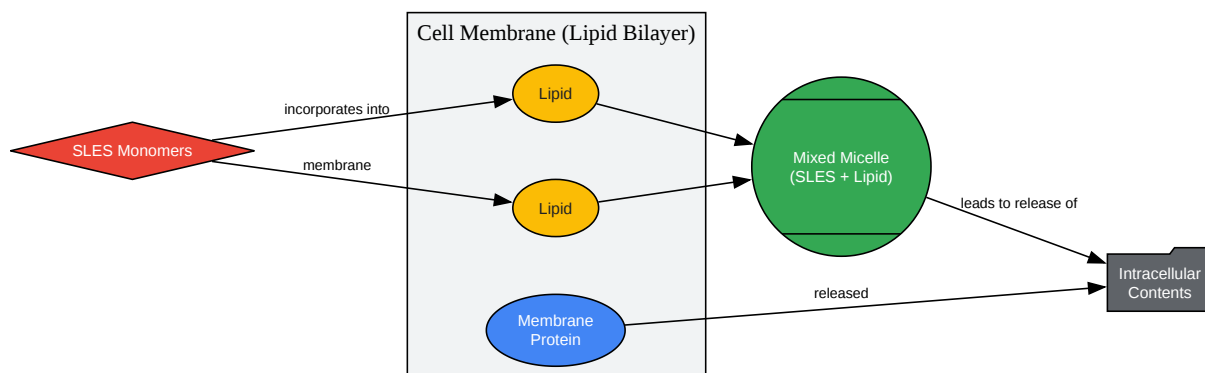 Cell Membrane (Lipid Bilayer)
Lipid
incorporates into
SLES Monomers
membrane
Lipid
Mixed Micelle
(SLES + Lipid)
leads to release of
Intracellular
Contents
released
Membrane
Protein